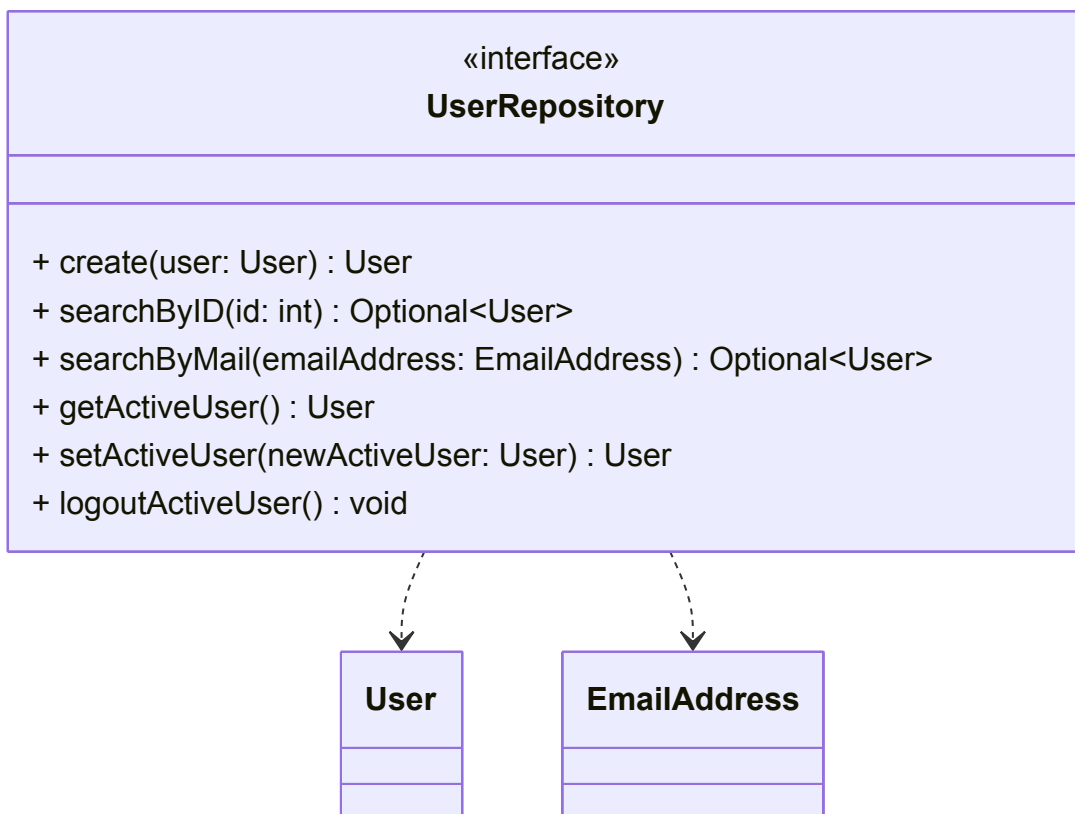 «interface»
UserRepository
+ create(user: User) : User
+ searchByID(id: int) : Optional<User>
+ searchByMail(emailAddress: EmailAddress) : Optional<User>
+ getActiveUser() : User
+ setActiveUser(newActiveUser: User) : User
+ logoutActiveUser() : void
User
EmailAddress